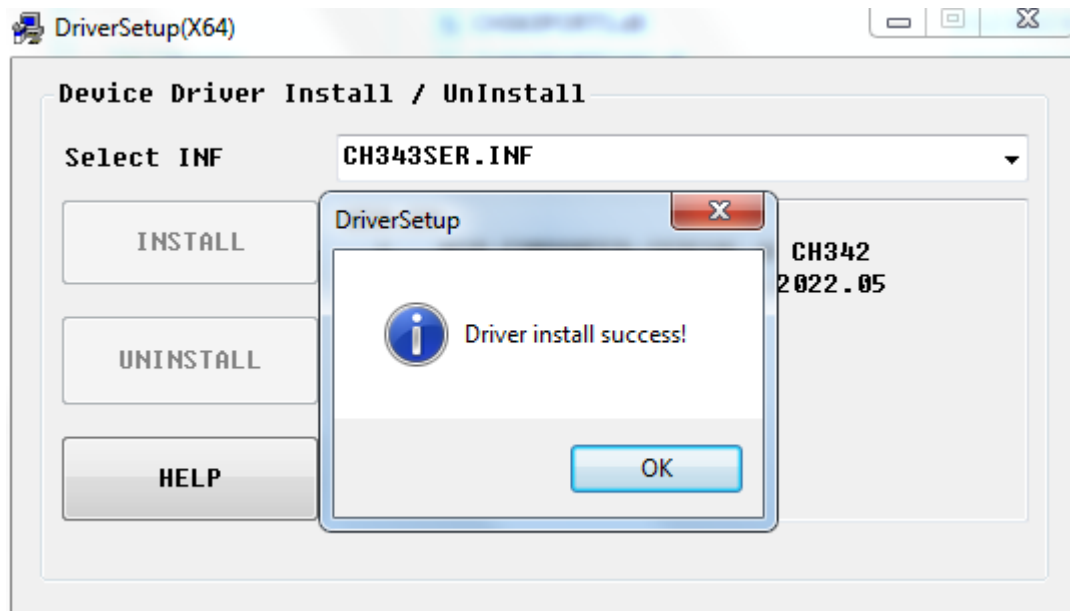 DriverSetup(X64)
Device Driver Install / UnInstall
Select INF
CH343SER.INF
INSTALL
CH342
2022.05
UNINSTALL
HELP
DriverSetup
Driver install success!
OK